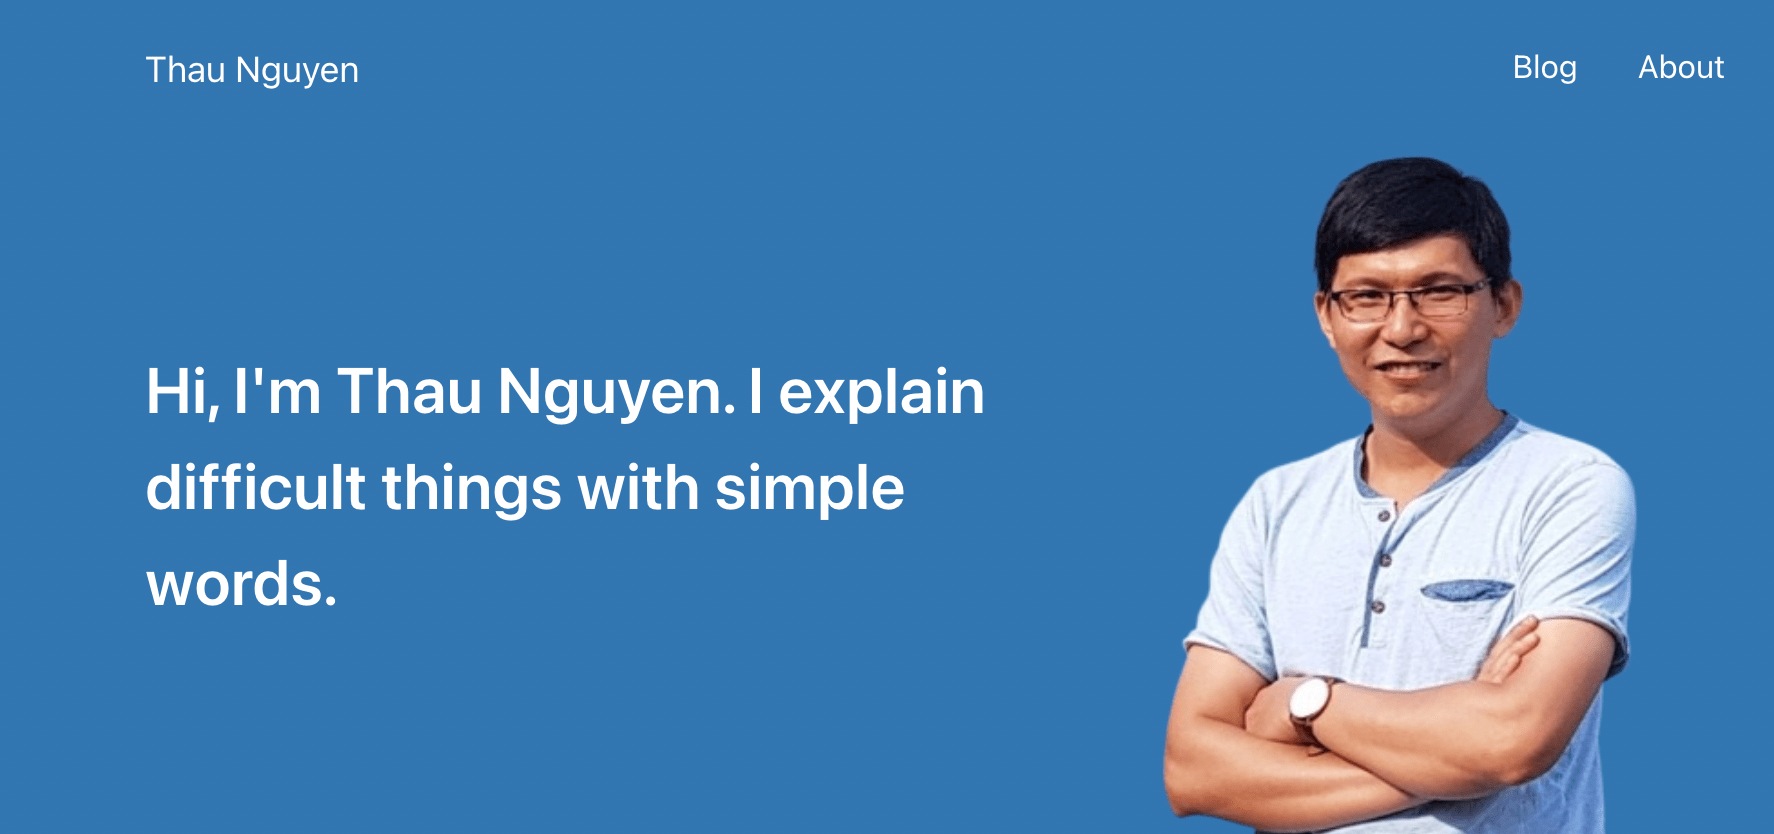 Thau Nguyen
Blog
About
Hi, I'm Thau Nguyen. I explain
difficult things with simple
words.